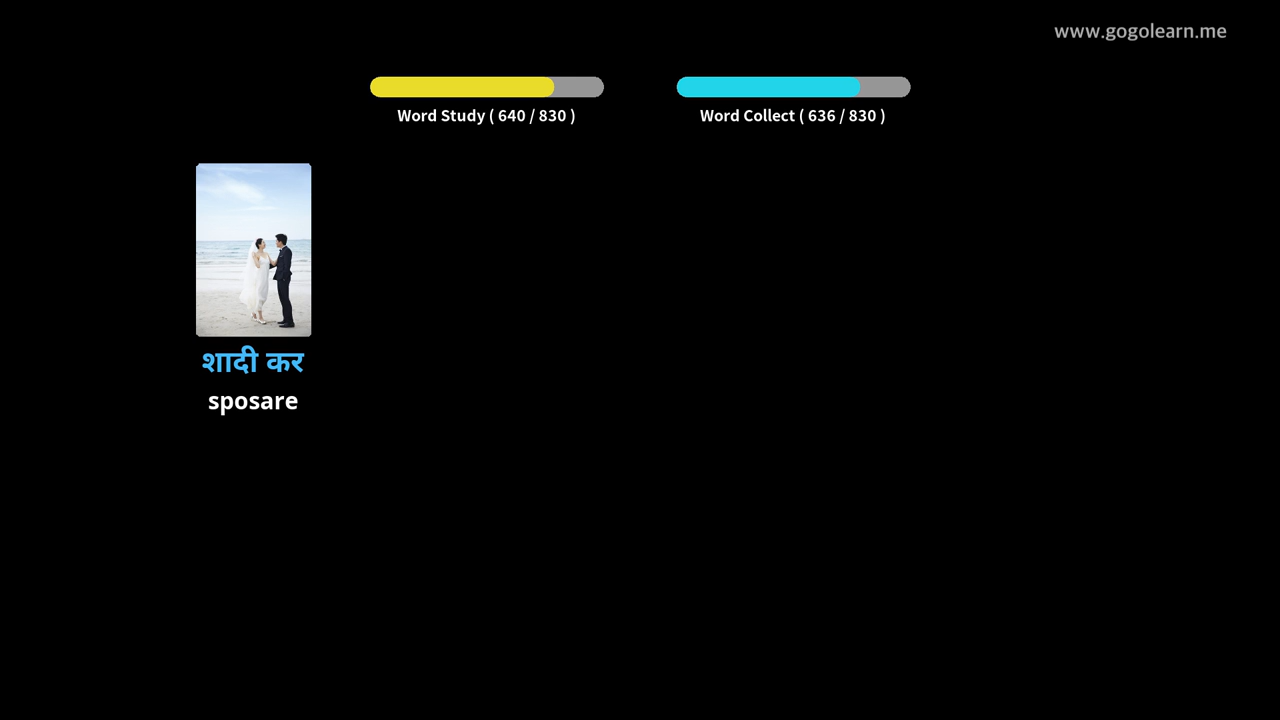 www.gogolearn.me
Word Study ( 640 / 830 )
Word Collect ( 636 / 830 )
शादी कर
sposare